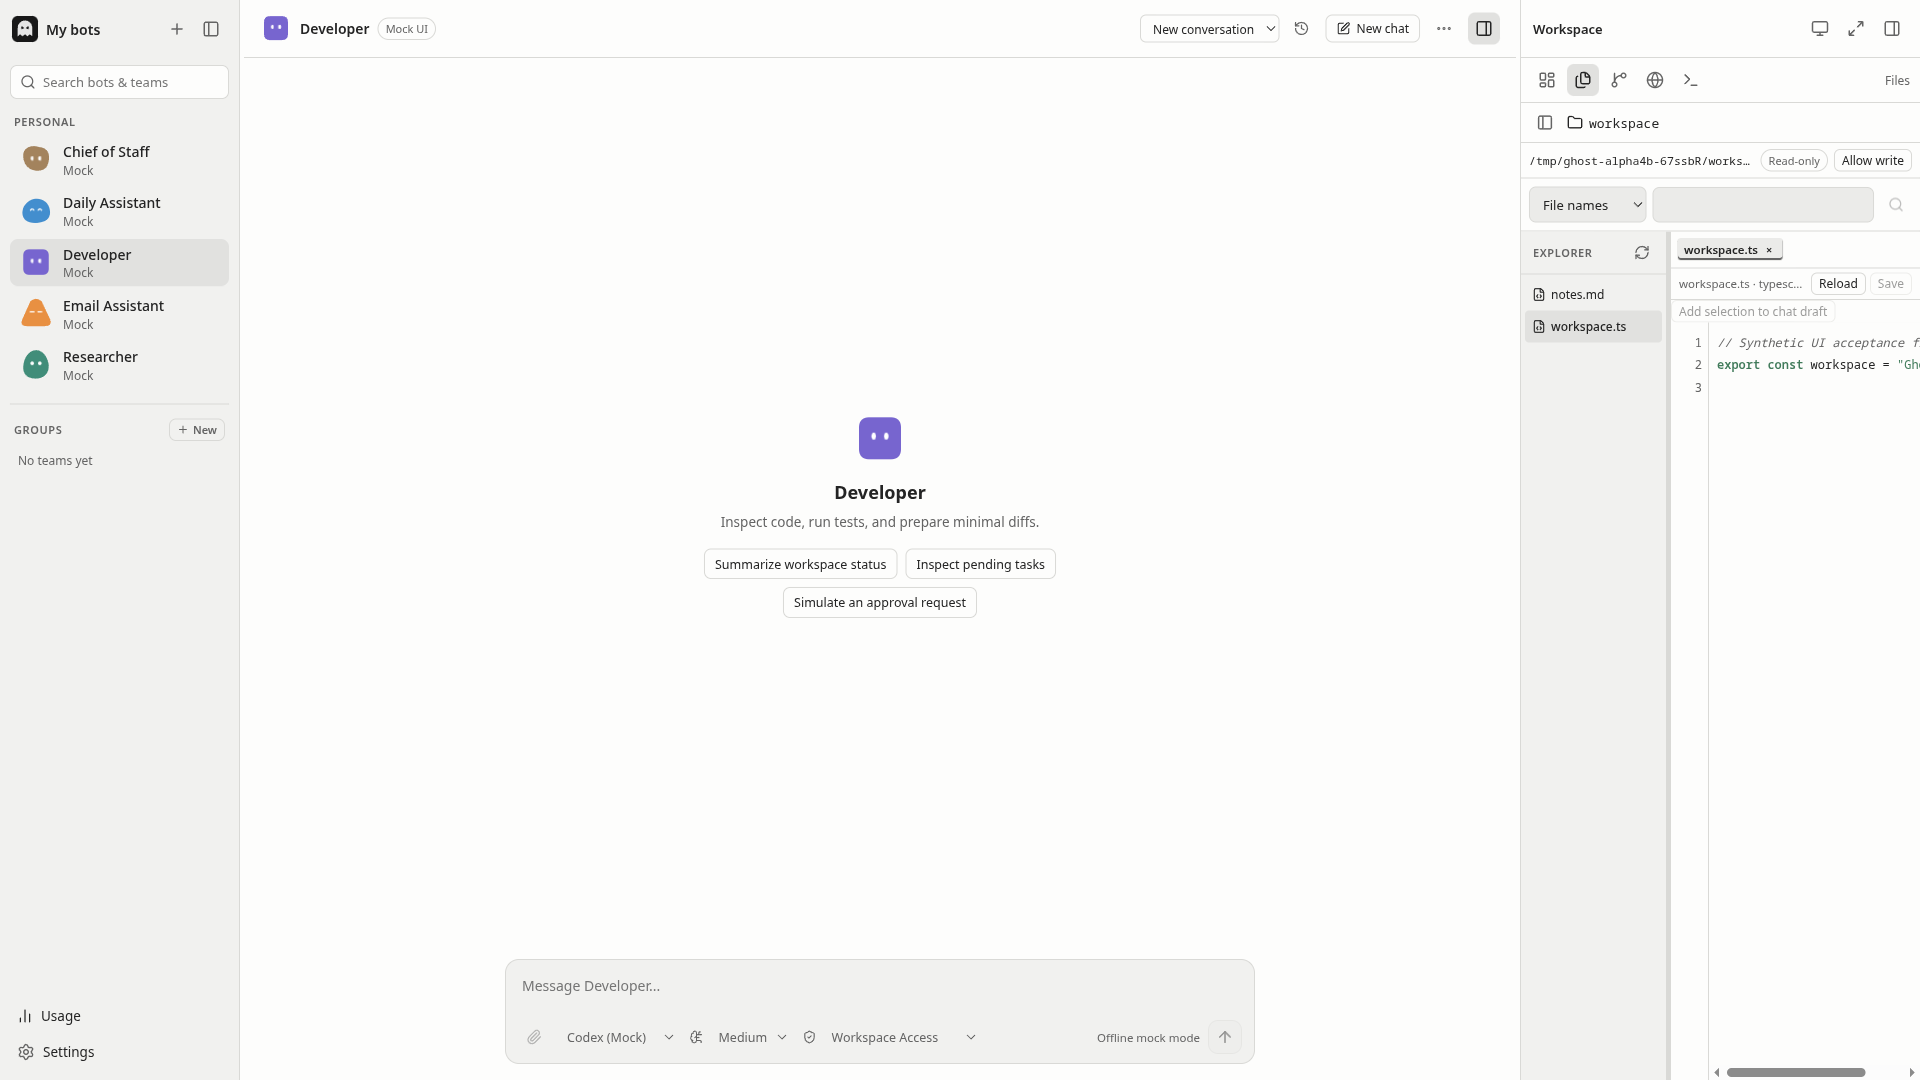 My bots
Search bots & teams
PERSONAL
Chief of Staff
Mock
Daily Assistant
Mock
Developer
Mock
Email Assistant
Mock
Researcher
Mock
GROUPS
New
No teams yet
Usage
Settings
Developer
Mock UI
New conversation
New chat
Developer
Inspect code, run tests, and prepare minimal diffs.
Summarize workspace status
Inspect pending tasks
Simulate an approval request
Message Developer...
Codex (Mock)
Medium
Workspace Access
Offline mock mode
Workspace
Files
workspace
/tmp/ghost-alpha4b-67ssbR/works…
Read-only
Allow write
File names
EXPLORER
notes.md
workspace.ts
workspace.ts ×
workspace.ts · typesc…
Reload
Save
Add selection to chat draft
1 // Synthetic UI acceptance
2 export const workspace =
3